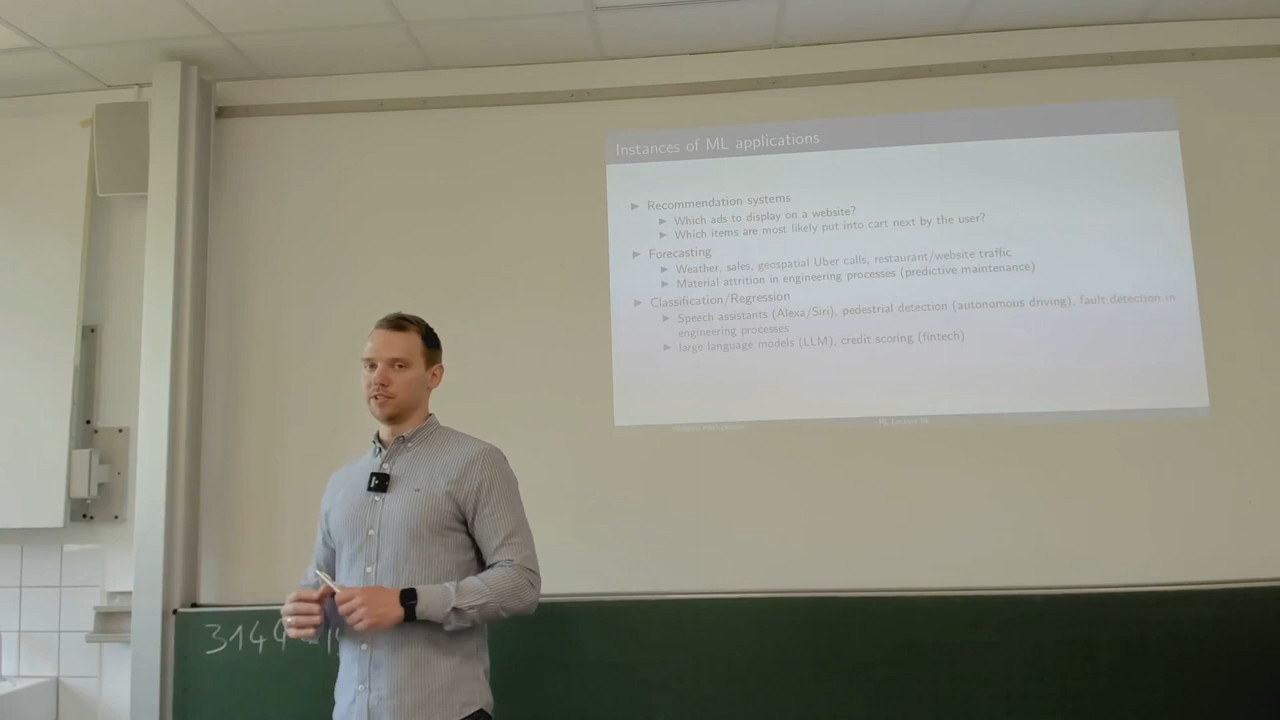 Instances of ML applications
Recommendation systems
Which ads to display on a website?
Which items are most likely put into cart next by the user?
Forecasting
Weather, sales, geospatial Uber calls, restaurant/website traffic
Material attrition in engineering processes (predictive maintenance)
Classification/Regression
Speech assistants (Alexa/Siri), pedestrial detection (autonomous driving), fault detection in
engineering processes
large language models (LLM), credit scoring (fintech)